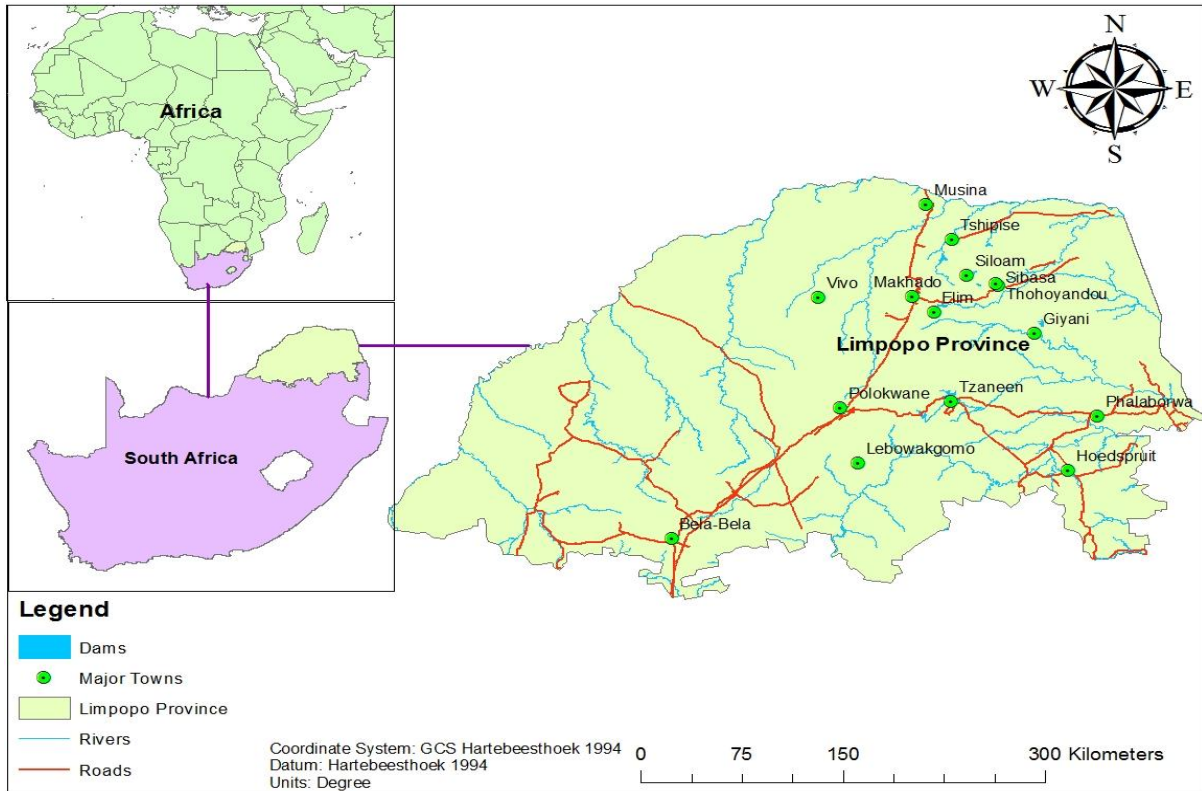 Africa
N
W
E
S
Musina
Tshipise
Siloam
Sibasa
Vivo
Makhado
Thohoyandou
Elim
Giyani
Limpopo Province
Polokwane
Tzaneen
Phalaborwa
Lebowakgomo
Hoedspruit
Bela-Bela
South Africa
Legend
Dams
Major Towns
Limpopo Province
Rivers
Roads
Coordinate System: GCS Hartebeesthoek 1994
Datum: Hartebeesthoek 1994
Units: Degree
0 75 150 300 Kilometers